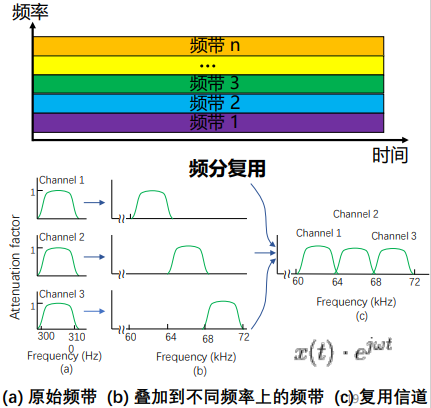 频率
频带 n
...
频带 3
频带 2
频带 1
时间
频分复用
Attenuation factor
Channel 1
1
Channel 2
1
Channel 3
1
300 3100
Frequency (Hz)
(a)
60 64 68 72
Frequency (kHz)
(b)
Channel 2
Channel 1 Channel 3
60 64 68 72
Frequency (kHz)
(c)
x(t) · e^{jωt}
(a) 原始频带 (b) 叠加到不同频率上的频带 (c) 复用信道